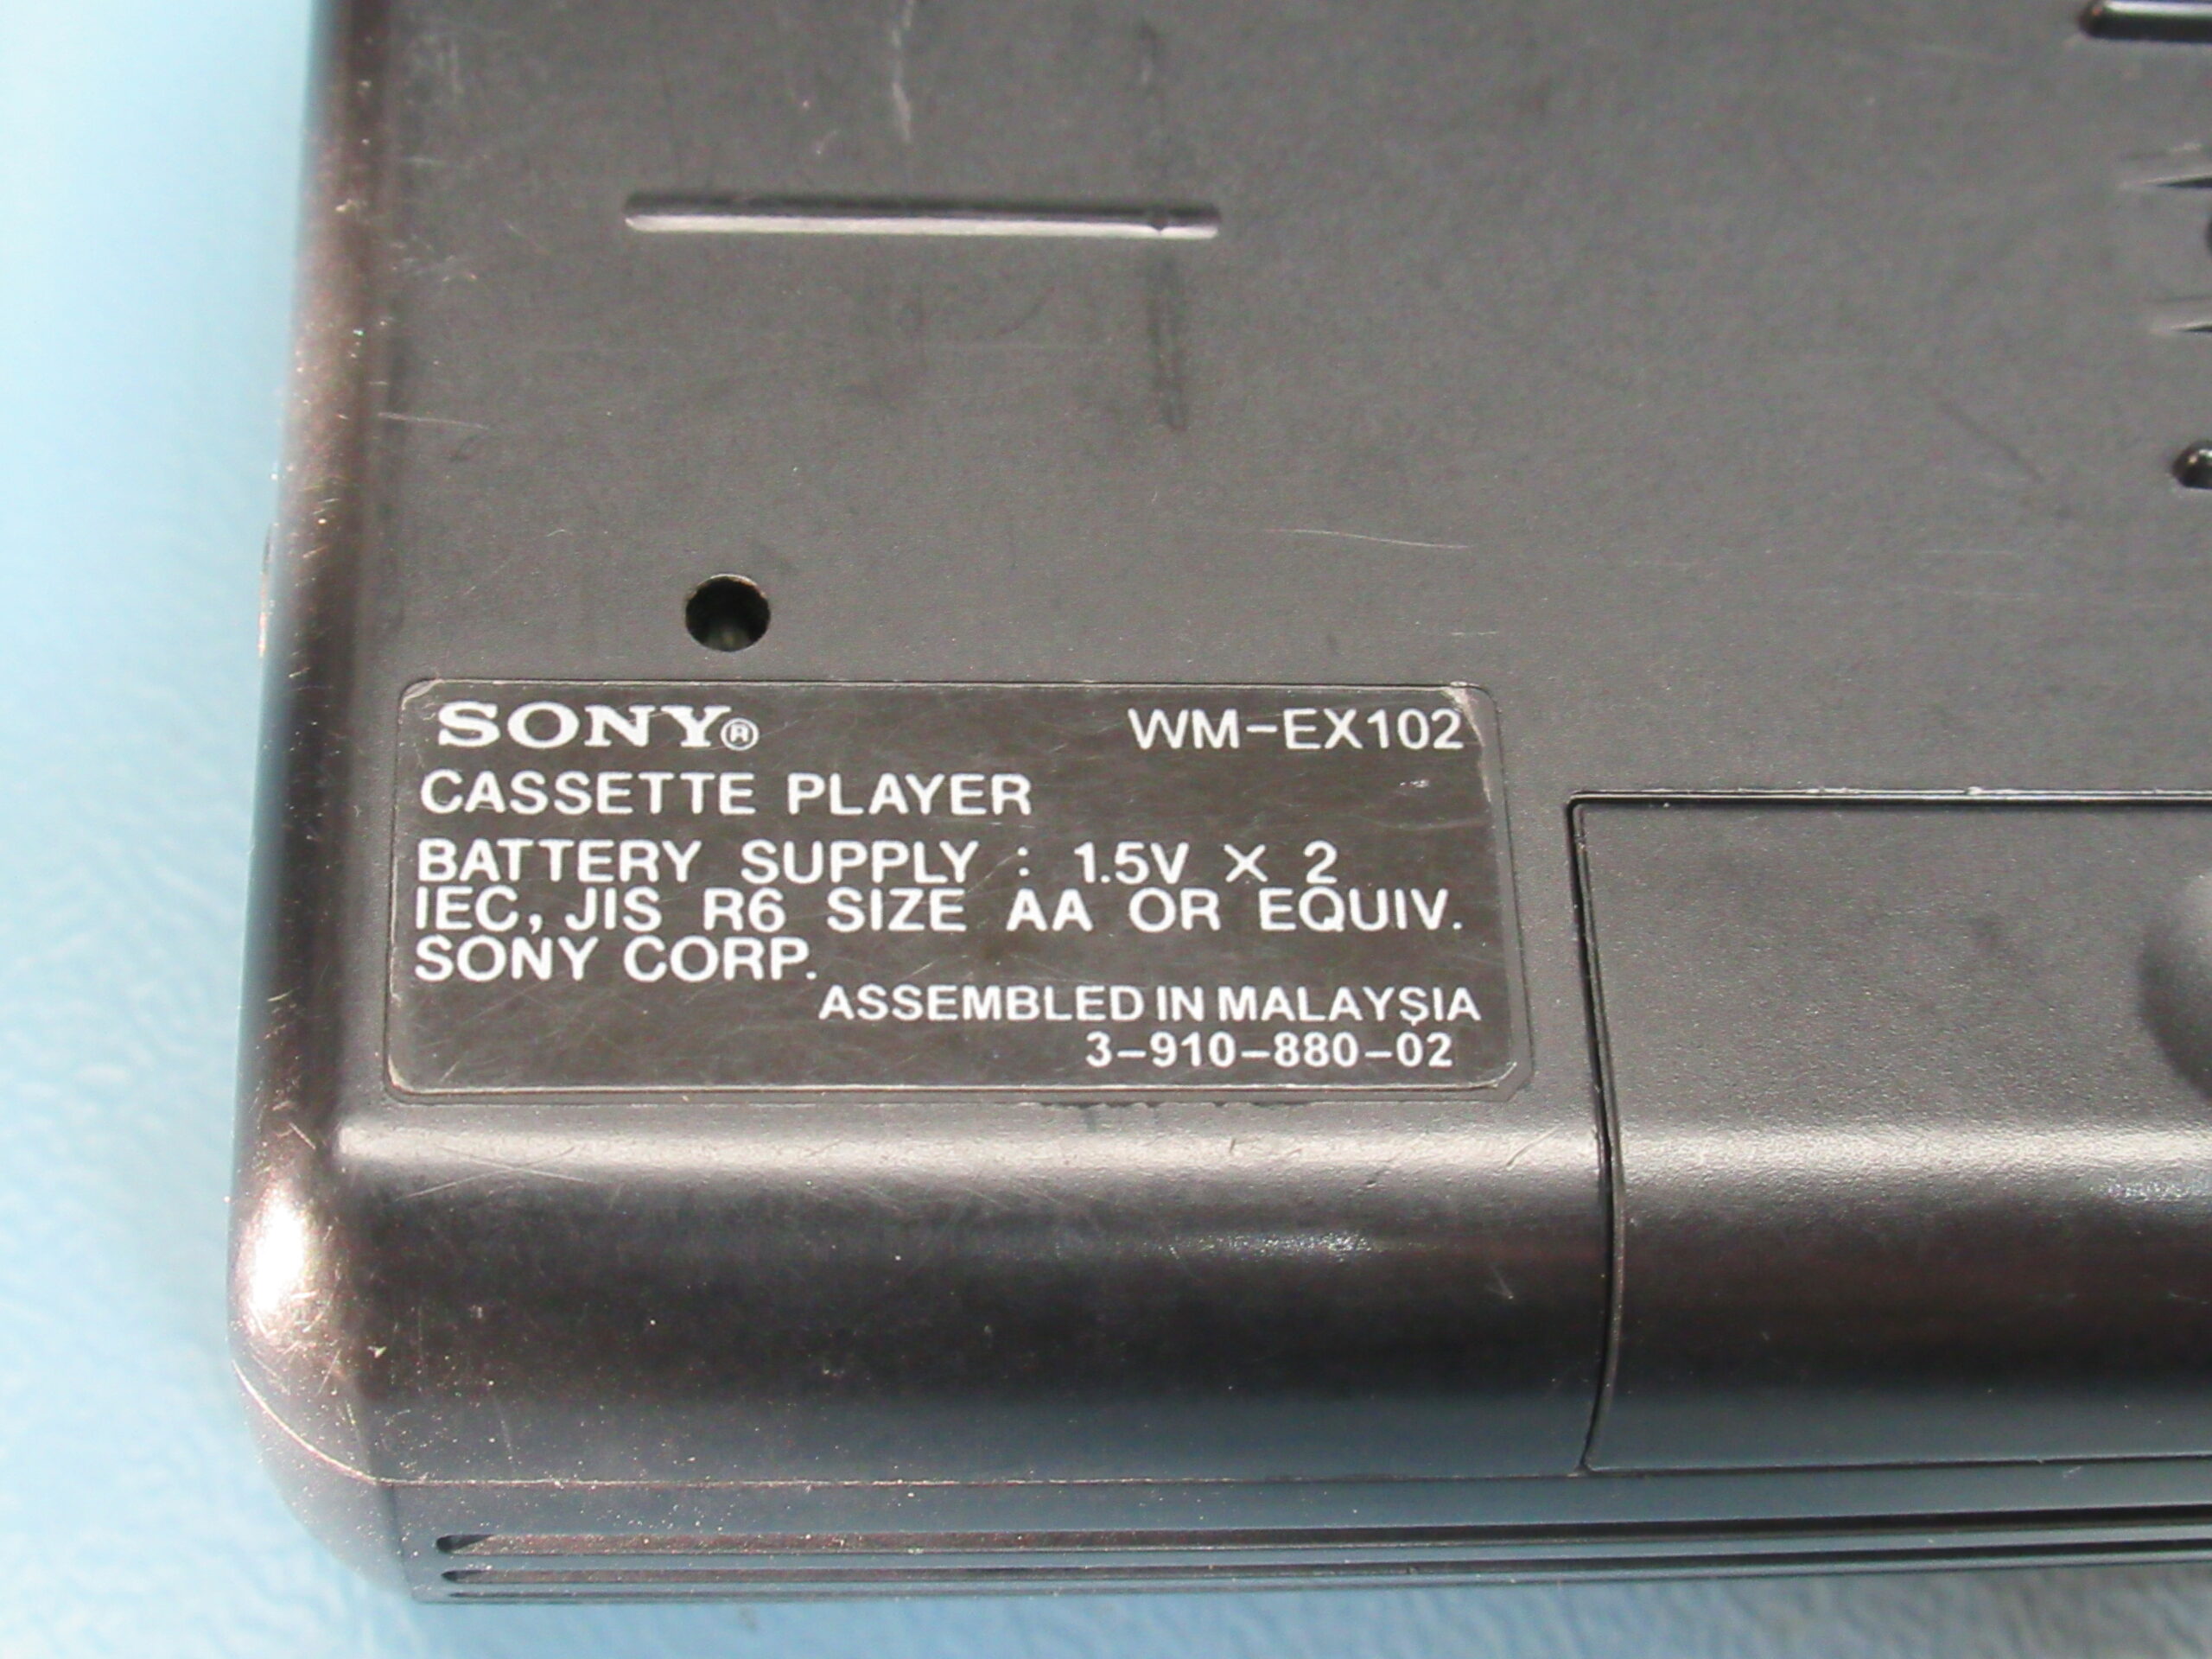 SONY® WM-EX102
CASSETTE PLAYER
BATTERY SUPPLY : 1.5V × 2
IEC, JIS R6 SIZE AA OR EQUIV.
SONY CORP.
ASSEMBLED IN MALAYSIA
3-910-880-02